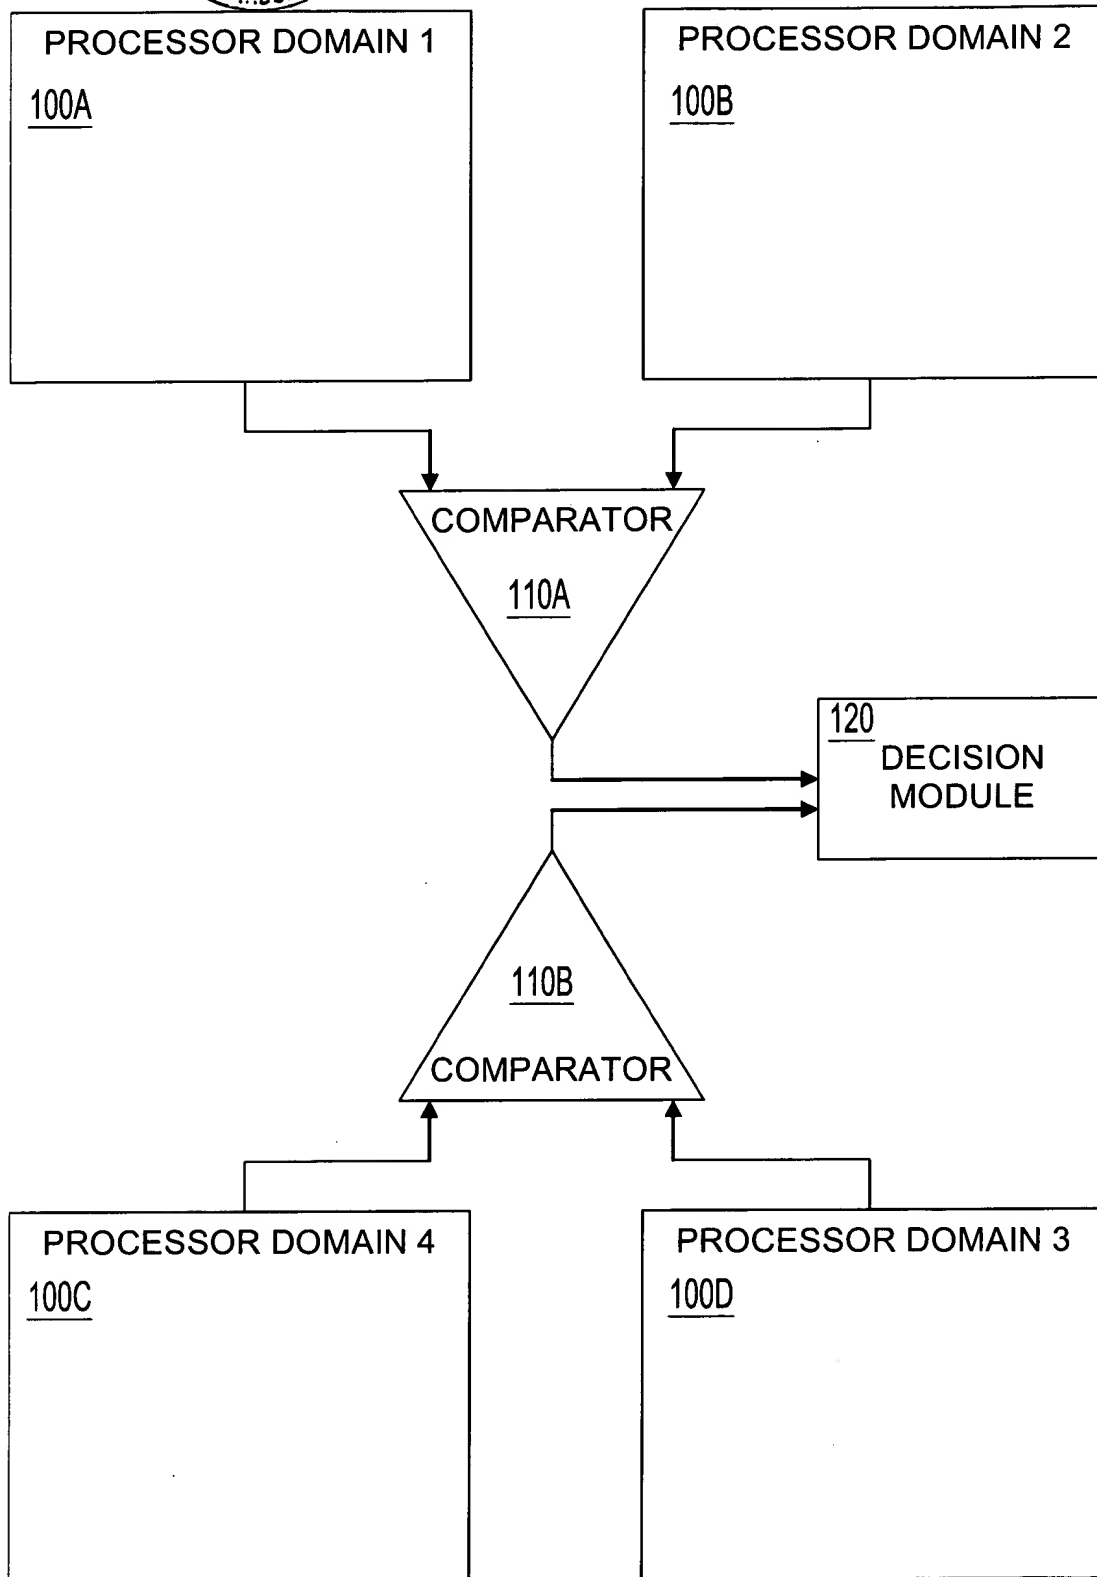 PROCESSOR DOMAIN 1
100A
PROCESSOR DOMAIN 2
100B
COMPARATOR
110A
120
DECISION
MODULE
110B
COMPARATOR
PROCESSOR DOMAIN 4
100C
PROCESSOR DOMAIN 3
100D